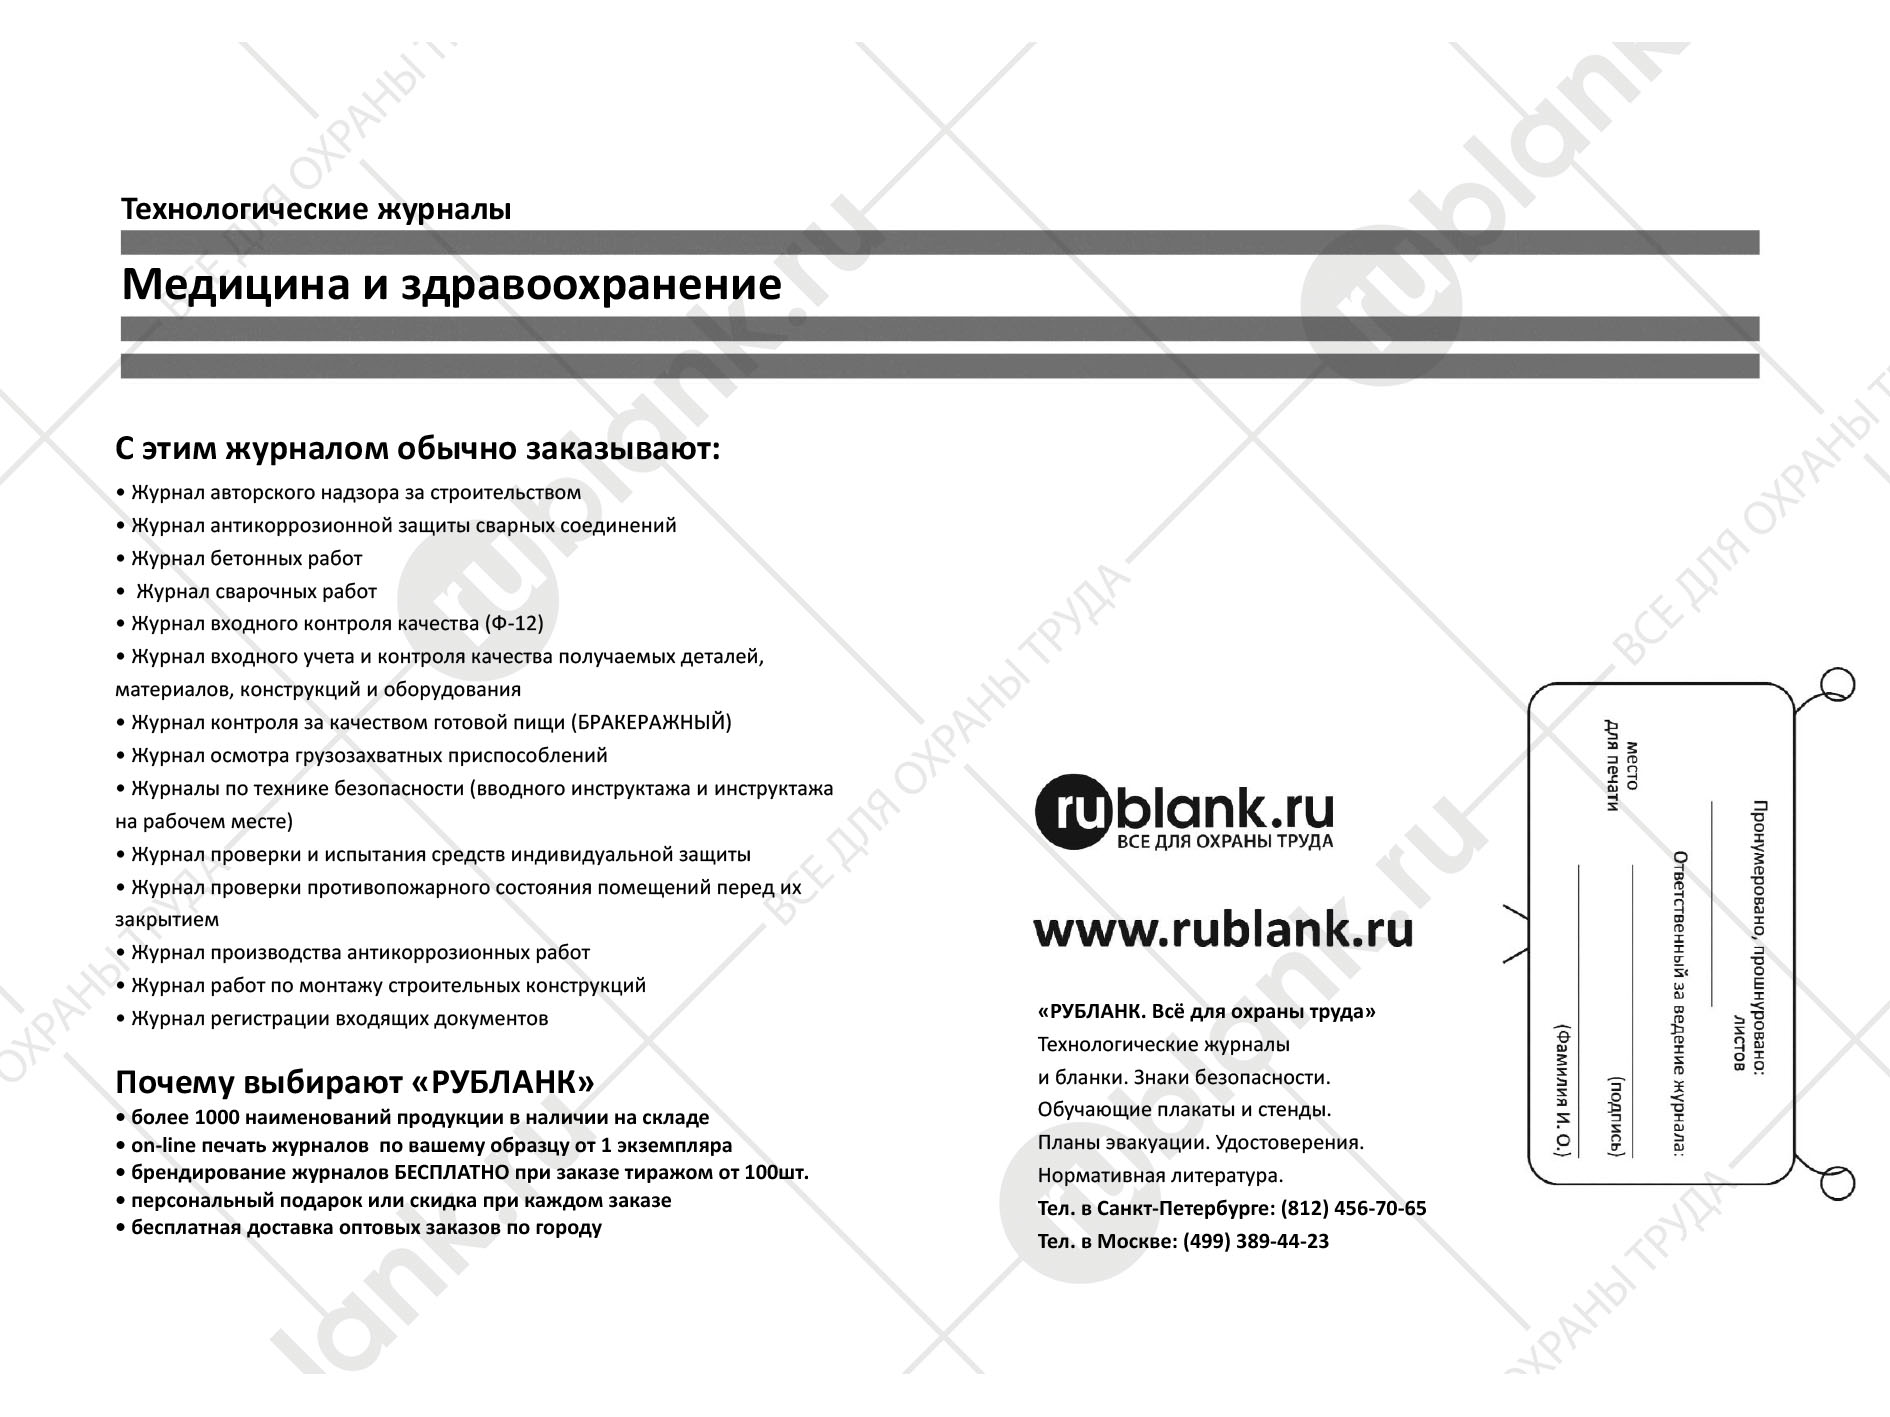 Технологические журналы
Медицина и здравоохранение
С этим журналом обычно заказывают:
• Журнал авторского надзора за строительством
• Журнал антикоррозионной защиты сварных соединений
• Журнал бетонных работ
•  Журнал сварочных работ
• Журнал входного контроля качества (Ф-12)
• Журнал входного учета и контроля качества получаемых деталей,
материалов, конструкций и оборудования
• Журнал контроля за качеством готовой пищи (БРАКЕРАЖНЫЙ)
• Журнал осмотра грузозахватных приспособлений
• Журналы по технике безопасности (вводного инструктажа и инструктажа
на рабочем месте)
• Журнал проверки и испытания средств индивидуальной защиты
• Журнал проверки противопожарного состояния помещений перед их
закрытием
• Журнал производства антикоррозионных работ
• Журнал работ по монтажу строительных конструкций
• Журнал регистрации входящих документов
Почему выбирают «РУБЛАНК»
• более 1000 наименований продукции в наличии на складе
• on-line печать журналов  по вашему образцу от 1 экземпляра
• брендирование журналов БЕСПЛАТНО при заказе тиражом от 100шт.
• персональный подарок или скидка при каждом заказе
• бесплатная доставка оптовых заказов по городу
rublank.ru
ВСЕ ДЛЯ ОХРАНЫ ТРУДА
www.rublank.ru
«РУБЛАНК. Всё для охраны труда»
Технологические журналы
и бланки. Знаки безопасности.
Обучающие плакаты и стенды.
Планы эвакуации. Удостоверения.
Нормативная литература.
Тел. в Санкт-Петербурге: (812) 456-70-65
Тел. в Москве: (499) 389-44-23
Пронумеровано, прошнуровано:
листов
Ответственный за ведение журнала:
место
для печати
(подпись)
(Фамилия И. О.)
rublank.ru
ВСЕ ДЛЯ ОХРАНЫ ТРУДА